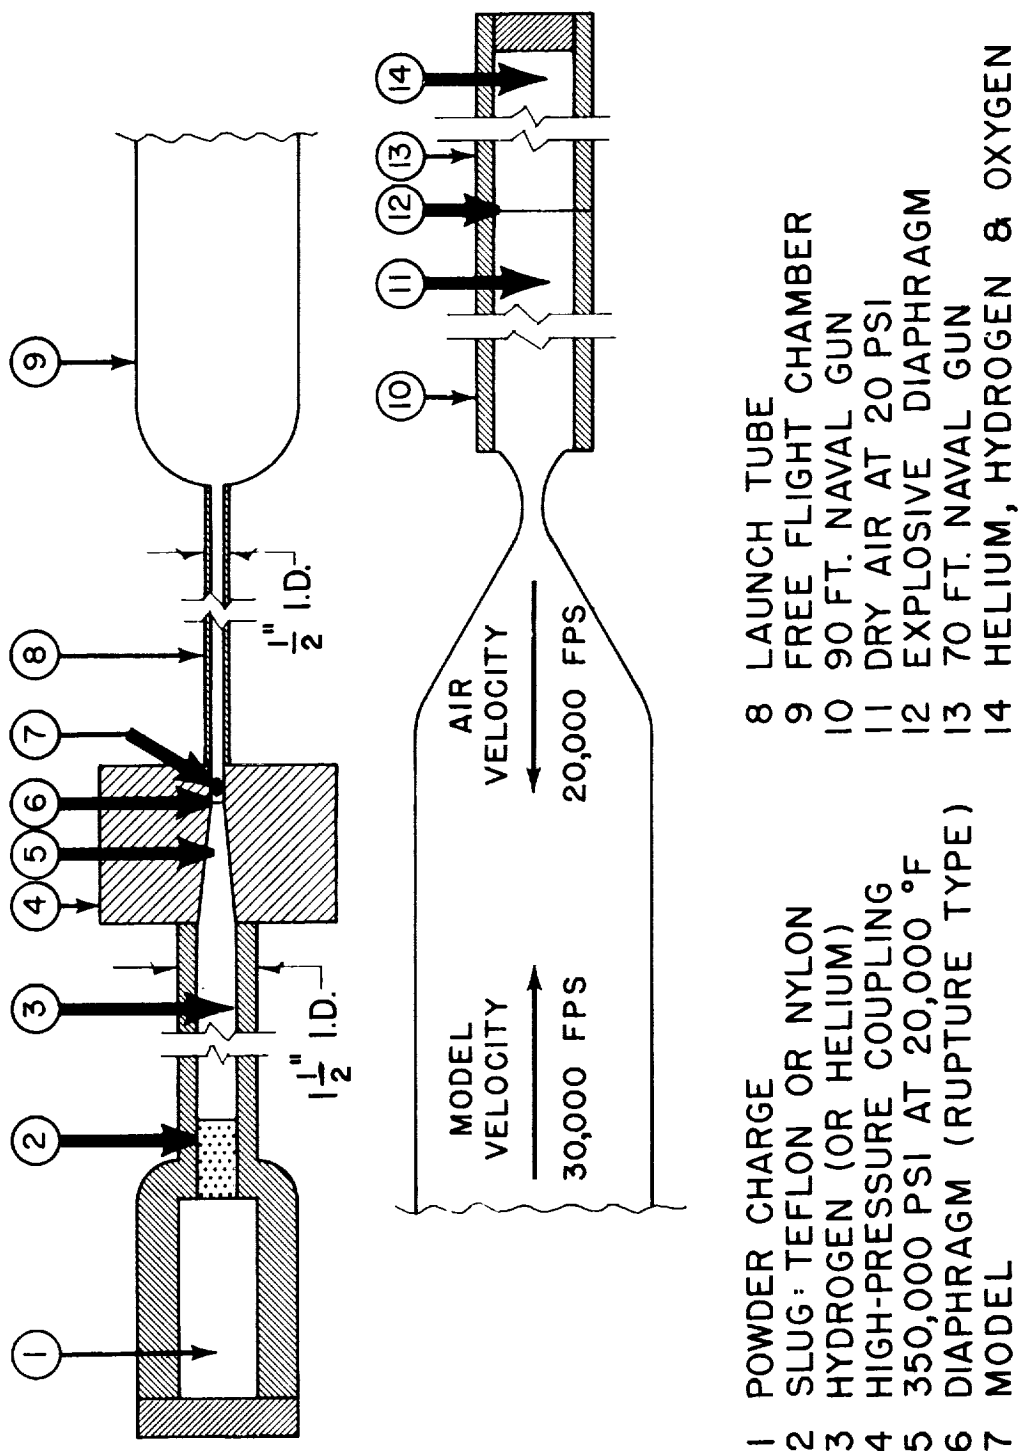 1
2
3
4
5
6
7
8
9
1 1/2" I.D.
1/2" I.D.
10
11
12
13
14
MODEL
VELOCITY
30,000 FPS
AIR
VELOCITY
20,000 FPS
1 POWDER CHARGE
2 SLUG: TEFLON OR NYLON
3 HYDROGEN (OR HELIUM)
4 HIGH-PRESSURE COUPLING
5 350,000 PSI AT 20,000 °F
6 DIAPHRAGM (RUPTURE TYPE)
7 MODEL
8 LAUNCH TUBE
9 FREE FLIGHT CHAMBER
10 90 FT. NAVAL GUN
11 DRY AIR AT 20 PSI
12 EXPLOSIVE DIAPHRAGM
13 70 FT. NAVAL GUN
14 HELIUM, HYDROGEN & OXYGEN